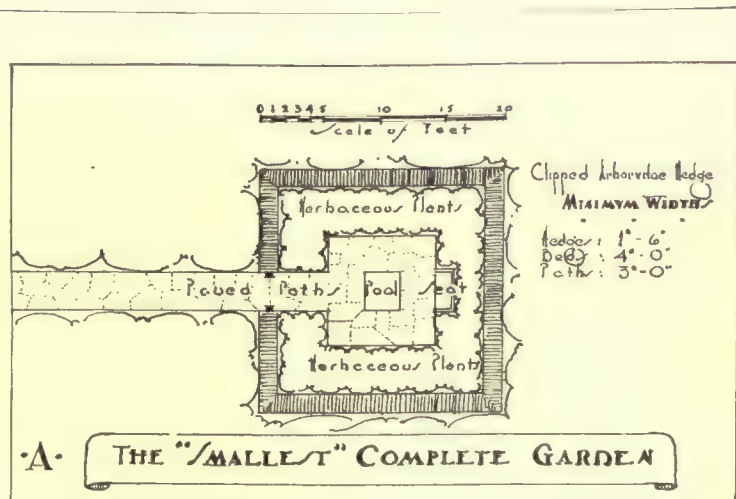 0 1 2 3 4 5 10 15 20
Scale of Feet
Clipped Arborvitae Hedge
MINIMUM WIDTHS
Hedges: 1'-6"
Beds: 4'-0"
Paths: 3'-0"
Herbaceous Plants
Paved Paths Pool Seat
Herbaceous Plants
·A· THE "SMALLEST" COMPLETE GARDEN